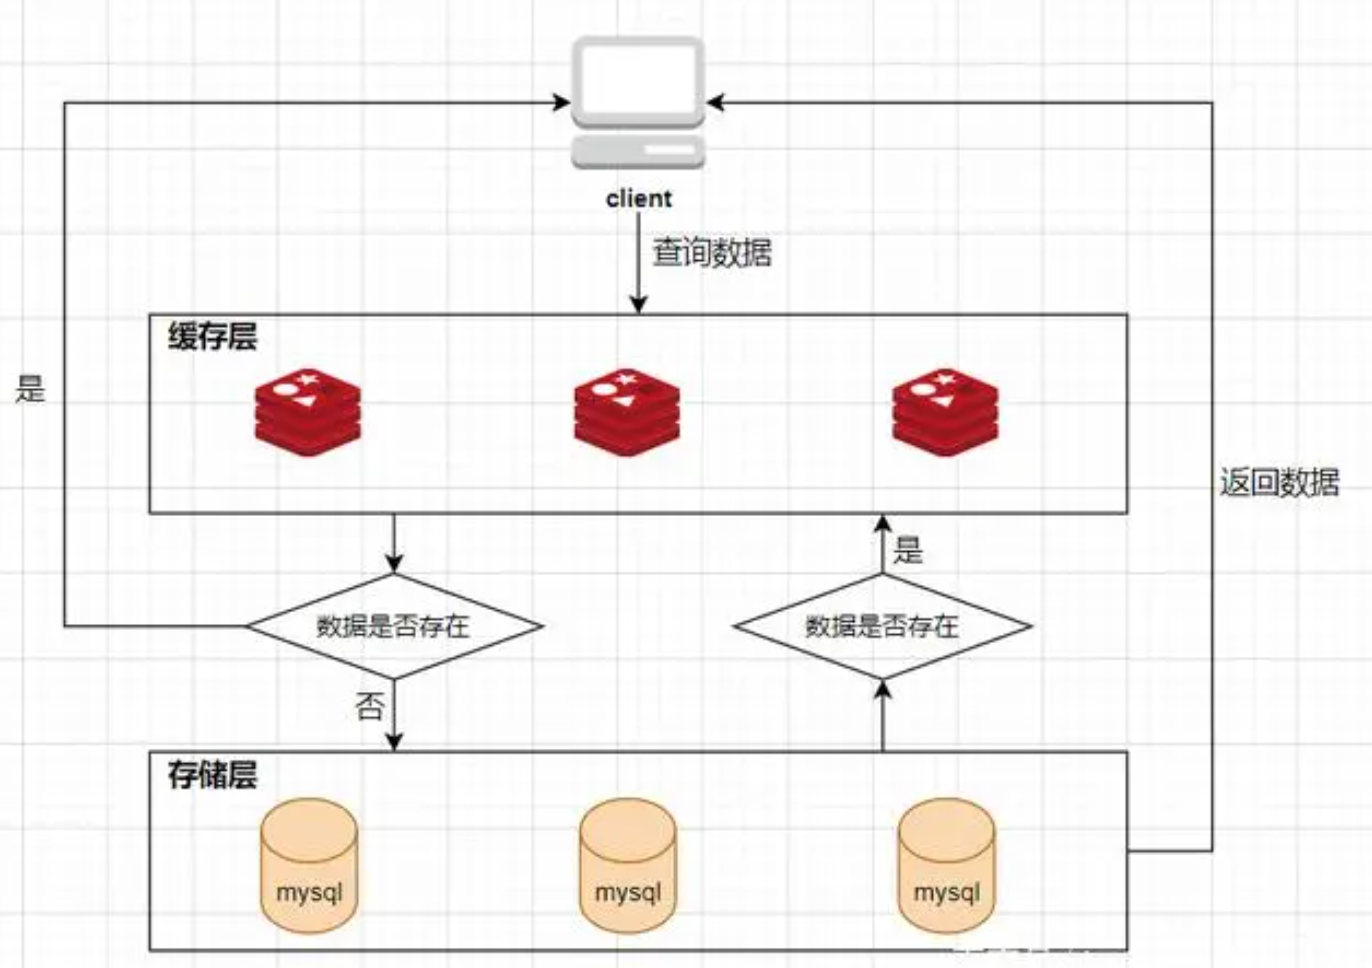 client
查询数据
缓存层
是
返回数据
是
数据是否存在
数据是否存在
否
存储层
mysql
mysql
mysql